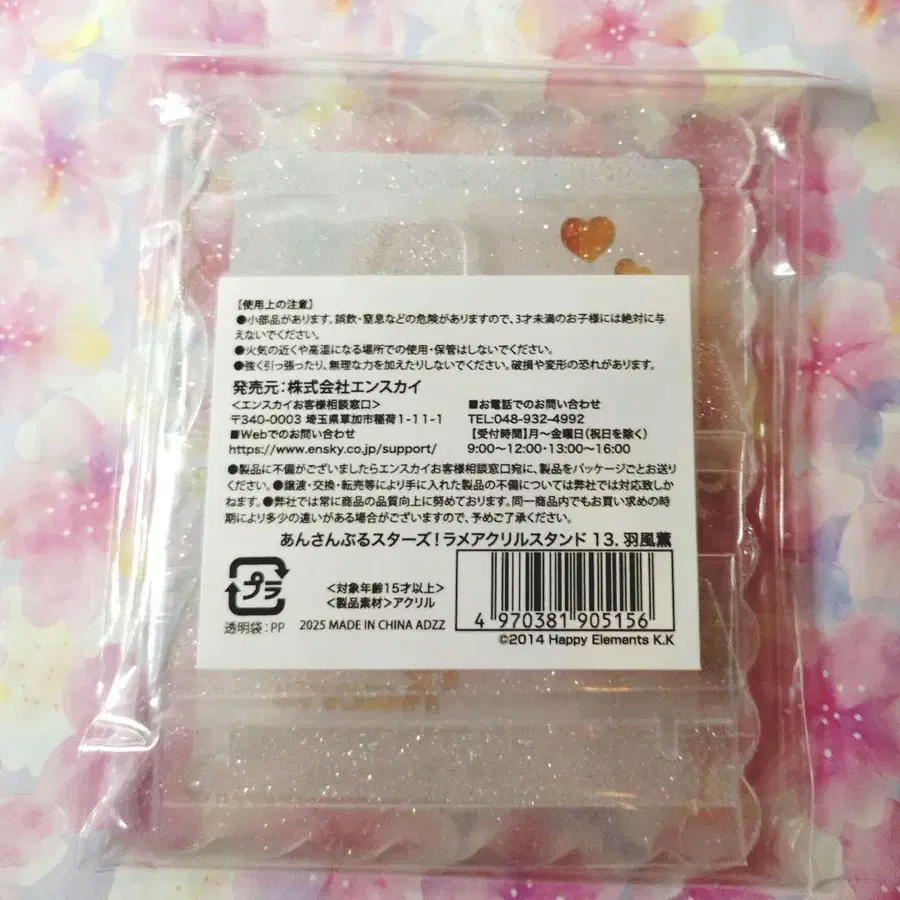 【使用上の注意】
●小部品があります。誤飲・窒息などの危険がありますので、3才未満のお子様には絶対に与
えないでください。
●火気の近くや高温になる場所での使用・保管はしないでください。
●強く引っ張ったり、無理な力を加えたりしないでください。破損や変形の恐れがあります。
発売元：株式会社エンスカイ
＜エンスカイお客様相談窓口＞
〒340-0003 埼玉県草加市稲荷1-11-1
■Webでのお問い合わせ
https://www.ensky.co.jp/support/
■お電話でのお問い合わせ
TEL:048-932-4992
【受付時間】月～金曜日(祝日を除く)
9:00～12:00・13:00～16:00
●製品に不備がございましたらエンスカイお客様相談窓口宛に、製品をパッケージごとお送り
ください。●譲渡・交換・転売等により手に入れた製品の不備については弊社では対応致しか
ねます。●弊社では常に商品の品質向上に努めております。同一商品内でもお買い求めの時
期により多少の違いがある場合がございますので、予めご了承ください。
あんさんぶるスターズ！ラメアクリルスタンド 13. 羽風薫
プラ
透明袋：PP
＜対象年齢15才以上＞
＜製品素材＞アクリル
2025 MADE IN CHINA ADZZ
4 970381 905156
©2014 Happy Elements K.K